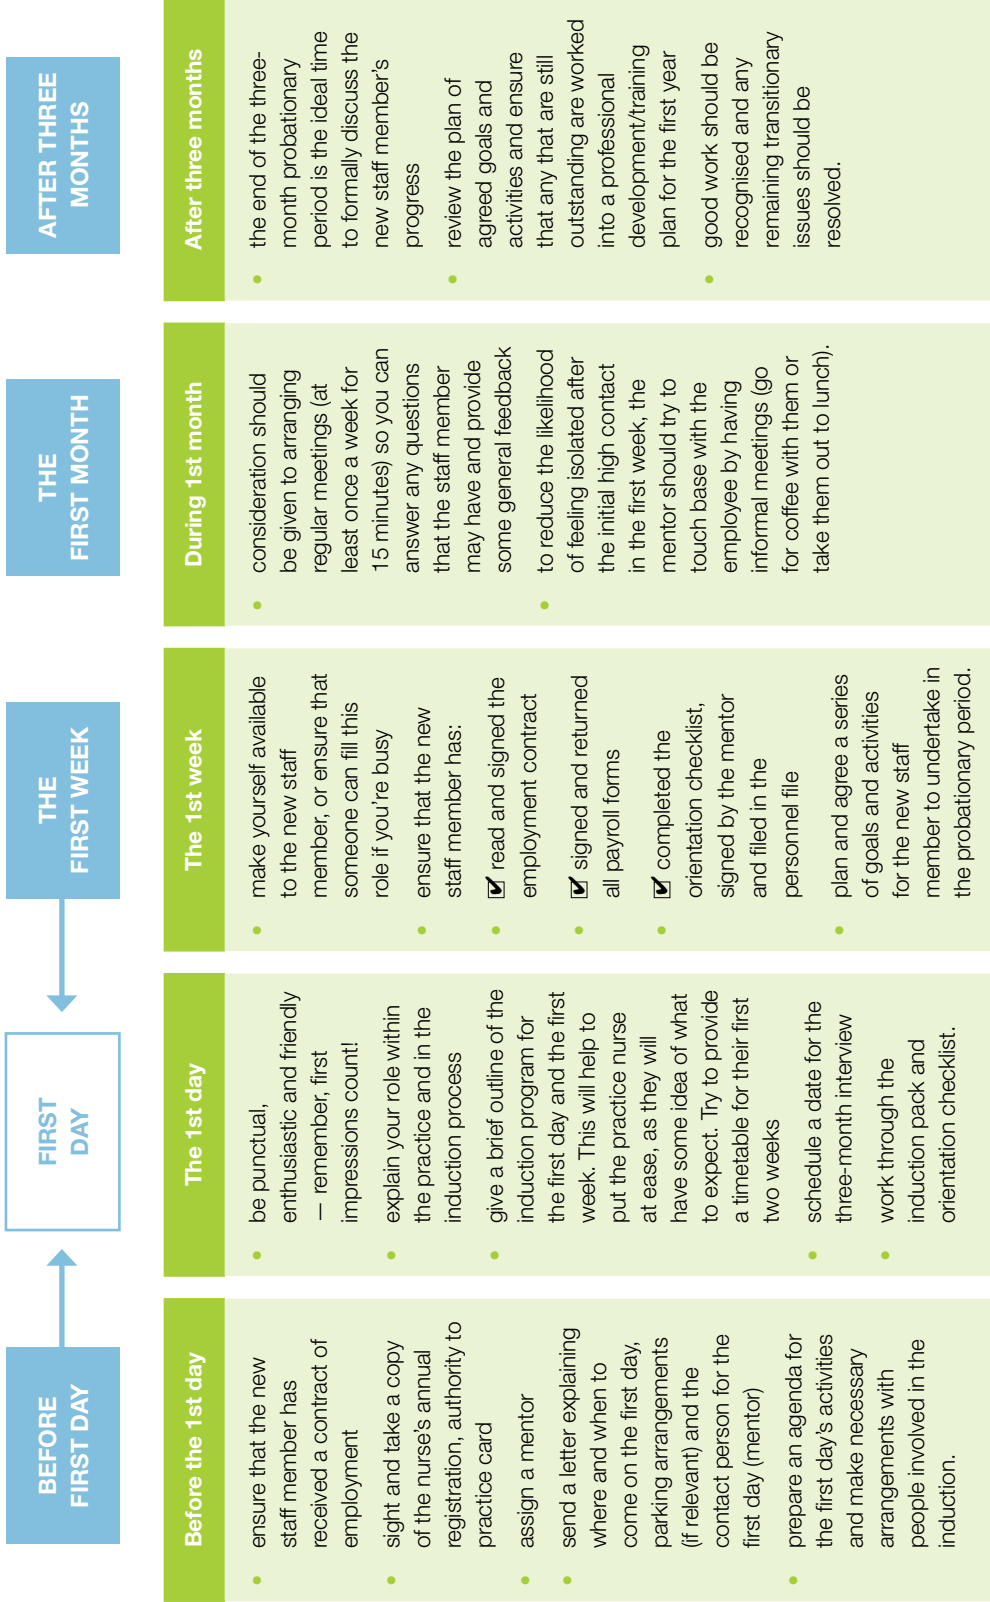 BEFORE
FIRST DAY
FIRST
DAY
THE
FIRST WEEK
THE
FIRST MONTH
AFTER THREE
MONTHS
Before the 1st day
• ensure that the new
staff member has
received a contract of
employment
• sight and take a copy
of the nurse's annual
registration, authority to
practice card
• assign a mentor
• send a letter explaining
where and when to
come on the first day,
parking arrangements
(if relevant) and the
contact person for the
first day (mentor)
• prepare an agenda for
the first day's activities
and make necessary
arrangements with
people involved in the
induction.
The 1st day
• be punctual,
enthusiastic and friendly
— remember, first
impressions count!
• explain your role within
the practice and in the
induction process
• give a brief outline of the
induction program for
the first day and the first
week. This will help to
put the practice nurse
at ease, as they will
have some idea of what
to expect. Try to provide
a timetable for their first
two weeks
• schedule a date for the
three-month interview
• work through the
induction pack and
orientation checklist.
The 1st week
• make yourself available
to the new staff
member, or ensure that
someone can fill this
role if you're busy
• ensure that the new
staff member has:
• ☑ read and signed the
employment contract
• ☑ signed and returned
all payroll forms
• ☑ completed the
orientation checklist,
signed by the mentor
and filed in the
personnel file
• plan and agree a series
of goals and activities
for the new staff
member to undertake in
the probationary period.
During 1st month
• consideration should
be given to arranging
regular meetings (at
least once a week for
15 minutes) so you can
answer any questions
that the staff member
may have and provide
some general feedback
• to reduce the likelihood
of feeling isolated after
the initial high contact
in the first week, the
mentor should try to
touch base with the
employee by having
informal meetings (go
for coffee with them or
take them out to lunch).
After three months
• the end of the three-
month probationary
period is the ideal time
to formally discuss the
new staff member's
progress
• review the plan of
agreed goals and
activities and ensure
that any that are still
outstanding are worked
into a professional
development/training
plan for the first year
• good work should be
recognised and any
remaining transitionary
issues should be
resolved.